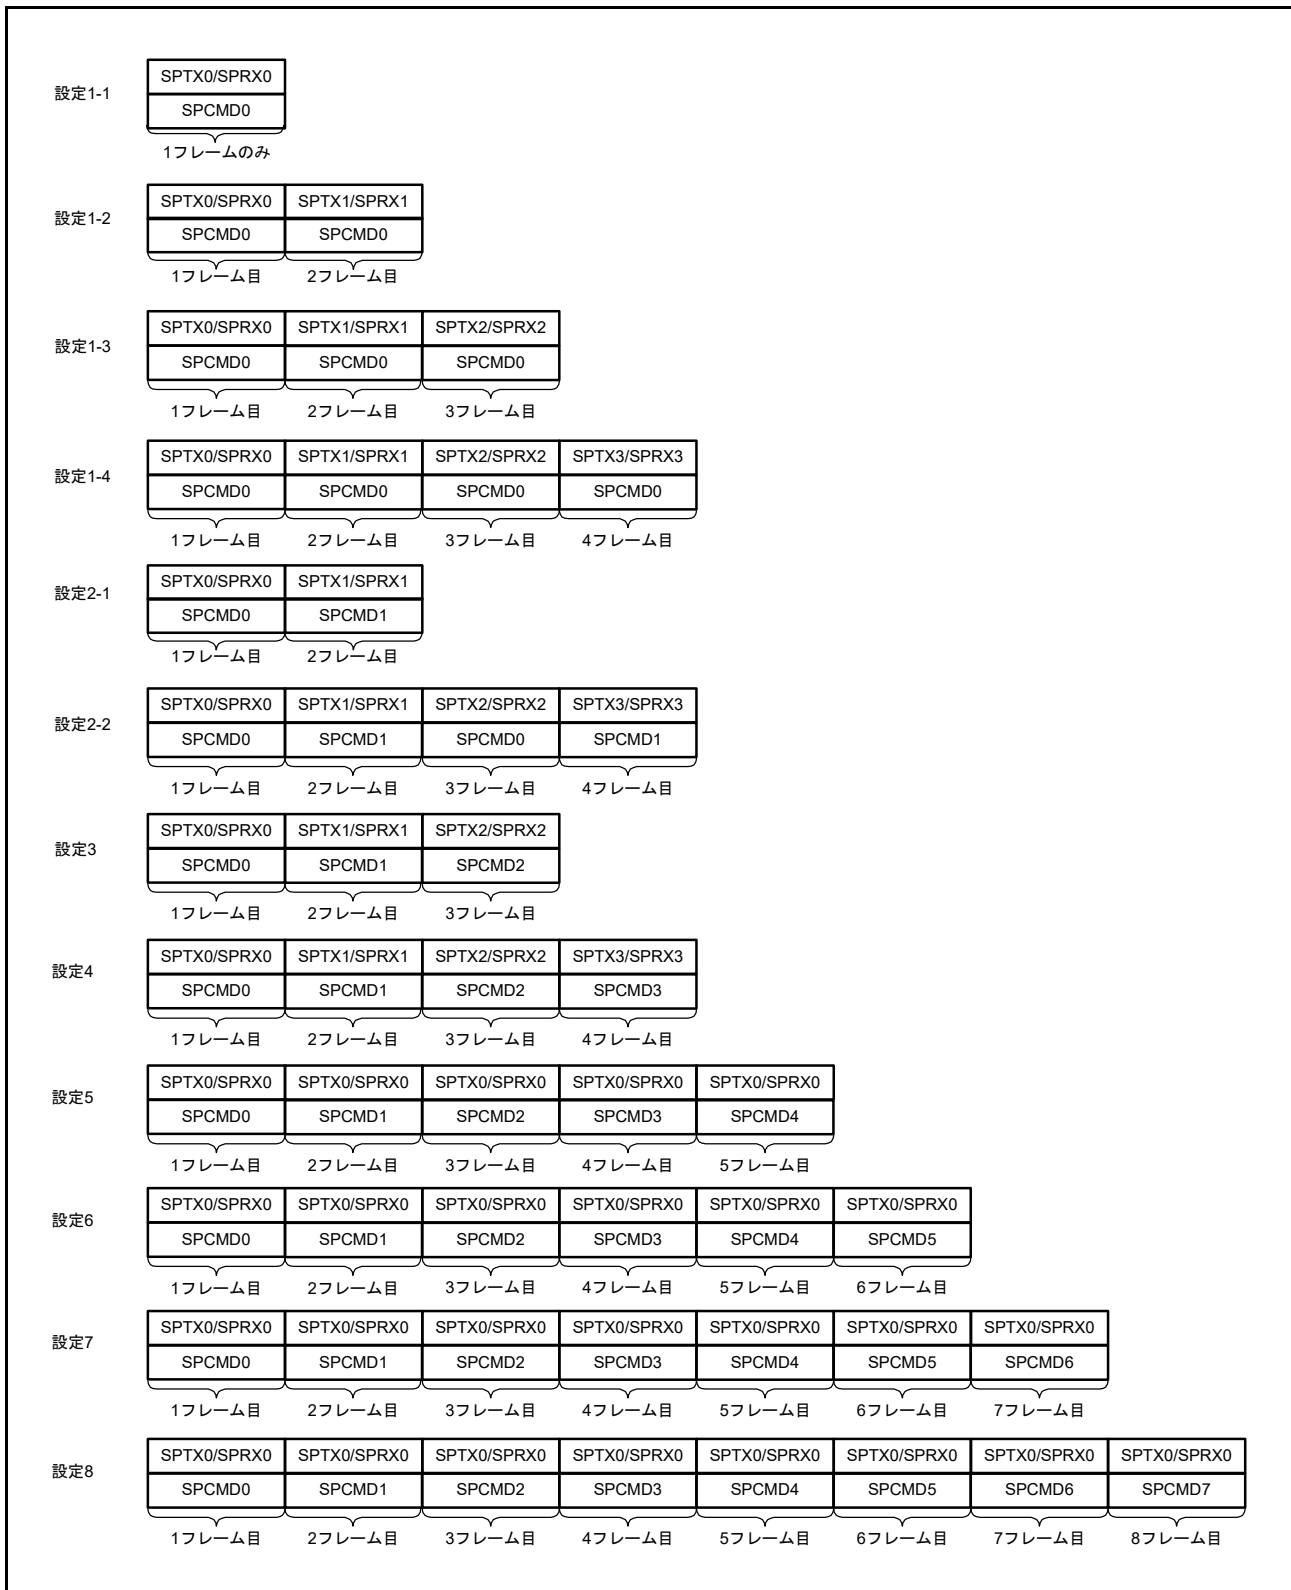 SPTX0/SPRX0
設定1-1
SPCMD0
1フレームのみ
SPTX0/SPRX0 SPTX1/SPRX1
設定1-2
SPCMD0 SPCMD0
1フレーム目 2フレーム目
SPTX0/SPRX0 SPTX1/SPRX1 SPTX2/SPRX2
設定1-3
SPCMD0 SPCMD0 SPCMD0
1フレーム目 2フレーム目 3フレーム目
SPTX0/SPRX0 SPTX1/SPRX1 SPTX2/SPRX2 SPTX3/SPRX3
設定1-4
SPCMD0 SPCMD0 SPCMD0 SPCMD0
1フレーム目 2フレーム目 3フレーム目 4フレーム目
SPTX0/SPRX0 SPTX1/SPRX1
設定2-1
SPCMD0 SPCMD1
1フレーム目 2フレーム目
SPTX0/SPRX0 SPTX1/SPRX1 SPTX2/SPRX2 SPTX3/SPRX3
設定2-2
SPCMD0 SPCMD1 SPCMD0 SPCMD1
1フレーム目 2フレーム目 3フレーム目 4フレーム目
SPTX0/SPRX0 SPTX1/SPRX1 SPTX2/SPRX2
設定3
SPCMD0 SPCMD1 SPCMD2
1フレーム目 2フレーム目 3フレーム目
SPTX0/SPRX0 SPTX1/SPRX1 SPTX2/SPRX2 SPTX3/SPRX3
設定4
SPCMD0 SPCMD1 SPCMD2 SPCMD3
1フレーム目 2フレーム目 3フレーム目 4フレーム目
SPTX0/SPRX0 SPTX0/SPRX0 SPTX0/SPRX0 SPTX0/SPRX0 SPTX0/SPRX0
設定5
SPCMD0 SPCMD1 SPCMD2 SPCMD3 SPCMD4
1フレーム目 2フレーム目 3フレーム目 4フレーム目 5フレーム目
SPTX0/SPRX0 SPTX0/SPRX0 SPTX0/SPRX0 SPTX0/SPRX0 SPTX0/SPRX0 SPTX0/SPRX0
設定6
SPCMD0 SPCMD1 SPCMD2 SPCMD3 SPCMD4 SPCMD5
1フレーム目 2フレーム目 3フレーム目 4フレーム目 5フレーム目 6フレーム目
SPTX0/SPRX0 SPTX0/SPRX0 SPTX0/SPRX0 SPTX0/SPRX0 SPTX0/SPRX0 SPTX0/SPRX0 SPTX0/SPRX0
設定7
SPCMD0 SPCMD1 SPCMD2 SPCMD3 SPCMD4 SPCMD5 SPCMD6
1フレーム目 2フレーム目 3フレーム目 4フレーム目 5フレーム目 6フレーム目 7フレーム目
SPTX0/SPRX0 SPTX0/SPRX0 SPTX0/SPRX0 SPTX0/SPRX0 SPTX0/SPRX0 SPTX0/SPRX0 SPTX0/SPRX0 SPTX0/SPRX0
設定8
SPCMD0 SPCMD1 SPCMD2 SPCMD3 SPCMD4 SPCMD5 SPCMD6 SPCMD7
1フレーム目 2フレーム目 3フレーム目 4フレーム目 5フレーム目 6フレーム目 7フレーム目 8フレーム目